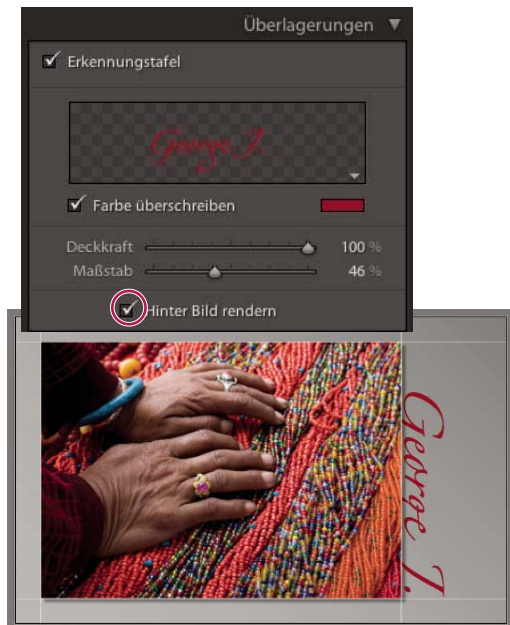 Überlagerungen
Erkennungstafel
George J.
Farbe überschreiben
Deckkraft 100 %
Maßstab 46 %
Hinter Bild rendern
George J.